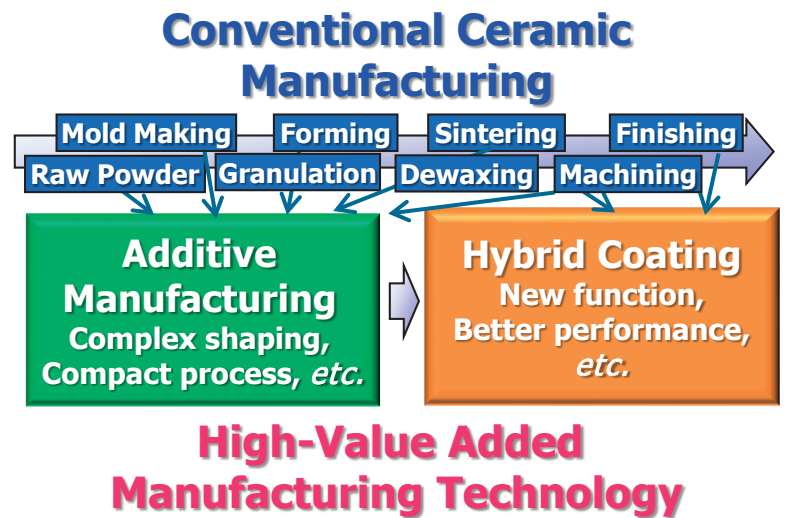 Conventional Ceramic
Manufacturing
Mold Making
Forming
Sintering
Finishing
Raw Powder
Granulation
Dewaxing
Machining
Additive
Manufacturing
Complex shaping,
Compact process, etc.
Hybrid Coating
New function,
Better performance,
etc.
High-Value Added
Manufacturing Technology